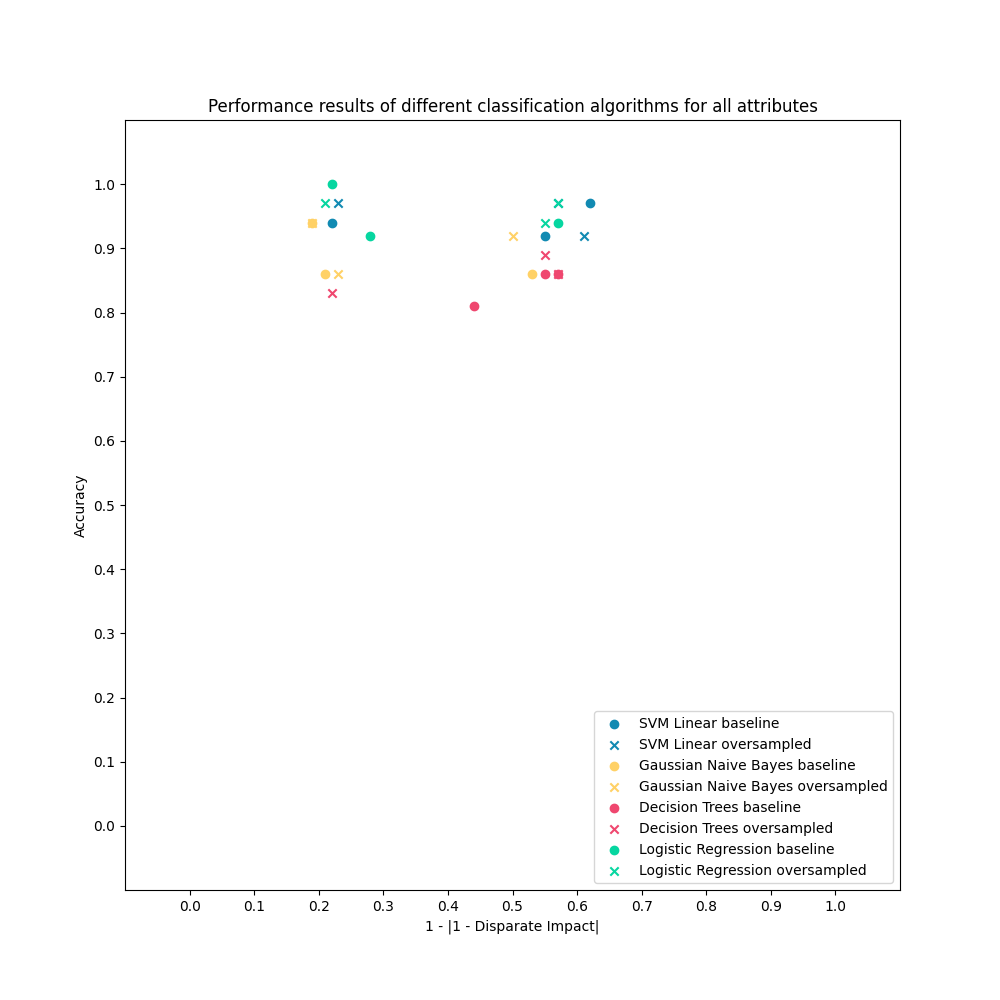 Performance results of different classification algorithms for all attributes
1.0
0.9
0.8
0.7
0.6
0.5
0.4
0.3
0.2
0.1
0.0
Accuracy
SVM Linear baseline
SVM Linear oversampled
Gaussian Naive Bayes baseline
Gaussian Naive Bayes oversampled
Decision Trees baseline
Decision Trees oversampled
Logistic Regression baseline
Logistic Regression oversampled
0.0 0.1 0.2 0.3 0.4 0.5 0.6 0.7 0.8 0.9 1.0
1 - |1 - Disparate Impact|